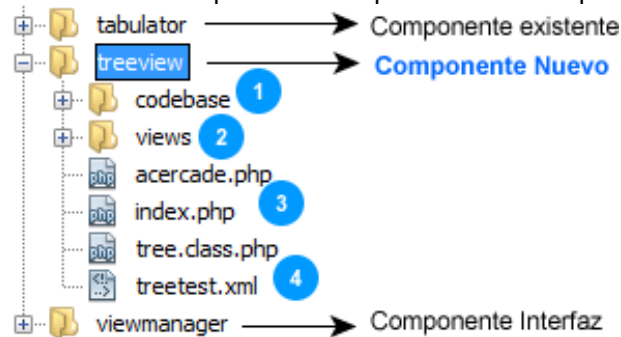 tabulator Componente existente
treeview Componente Nuevo
codebase 1
views 2
acercade.php
index.php 3
tree.class.php
treetest.xml 4
viewmanager Componente Interfaz